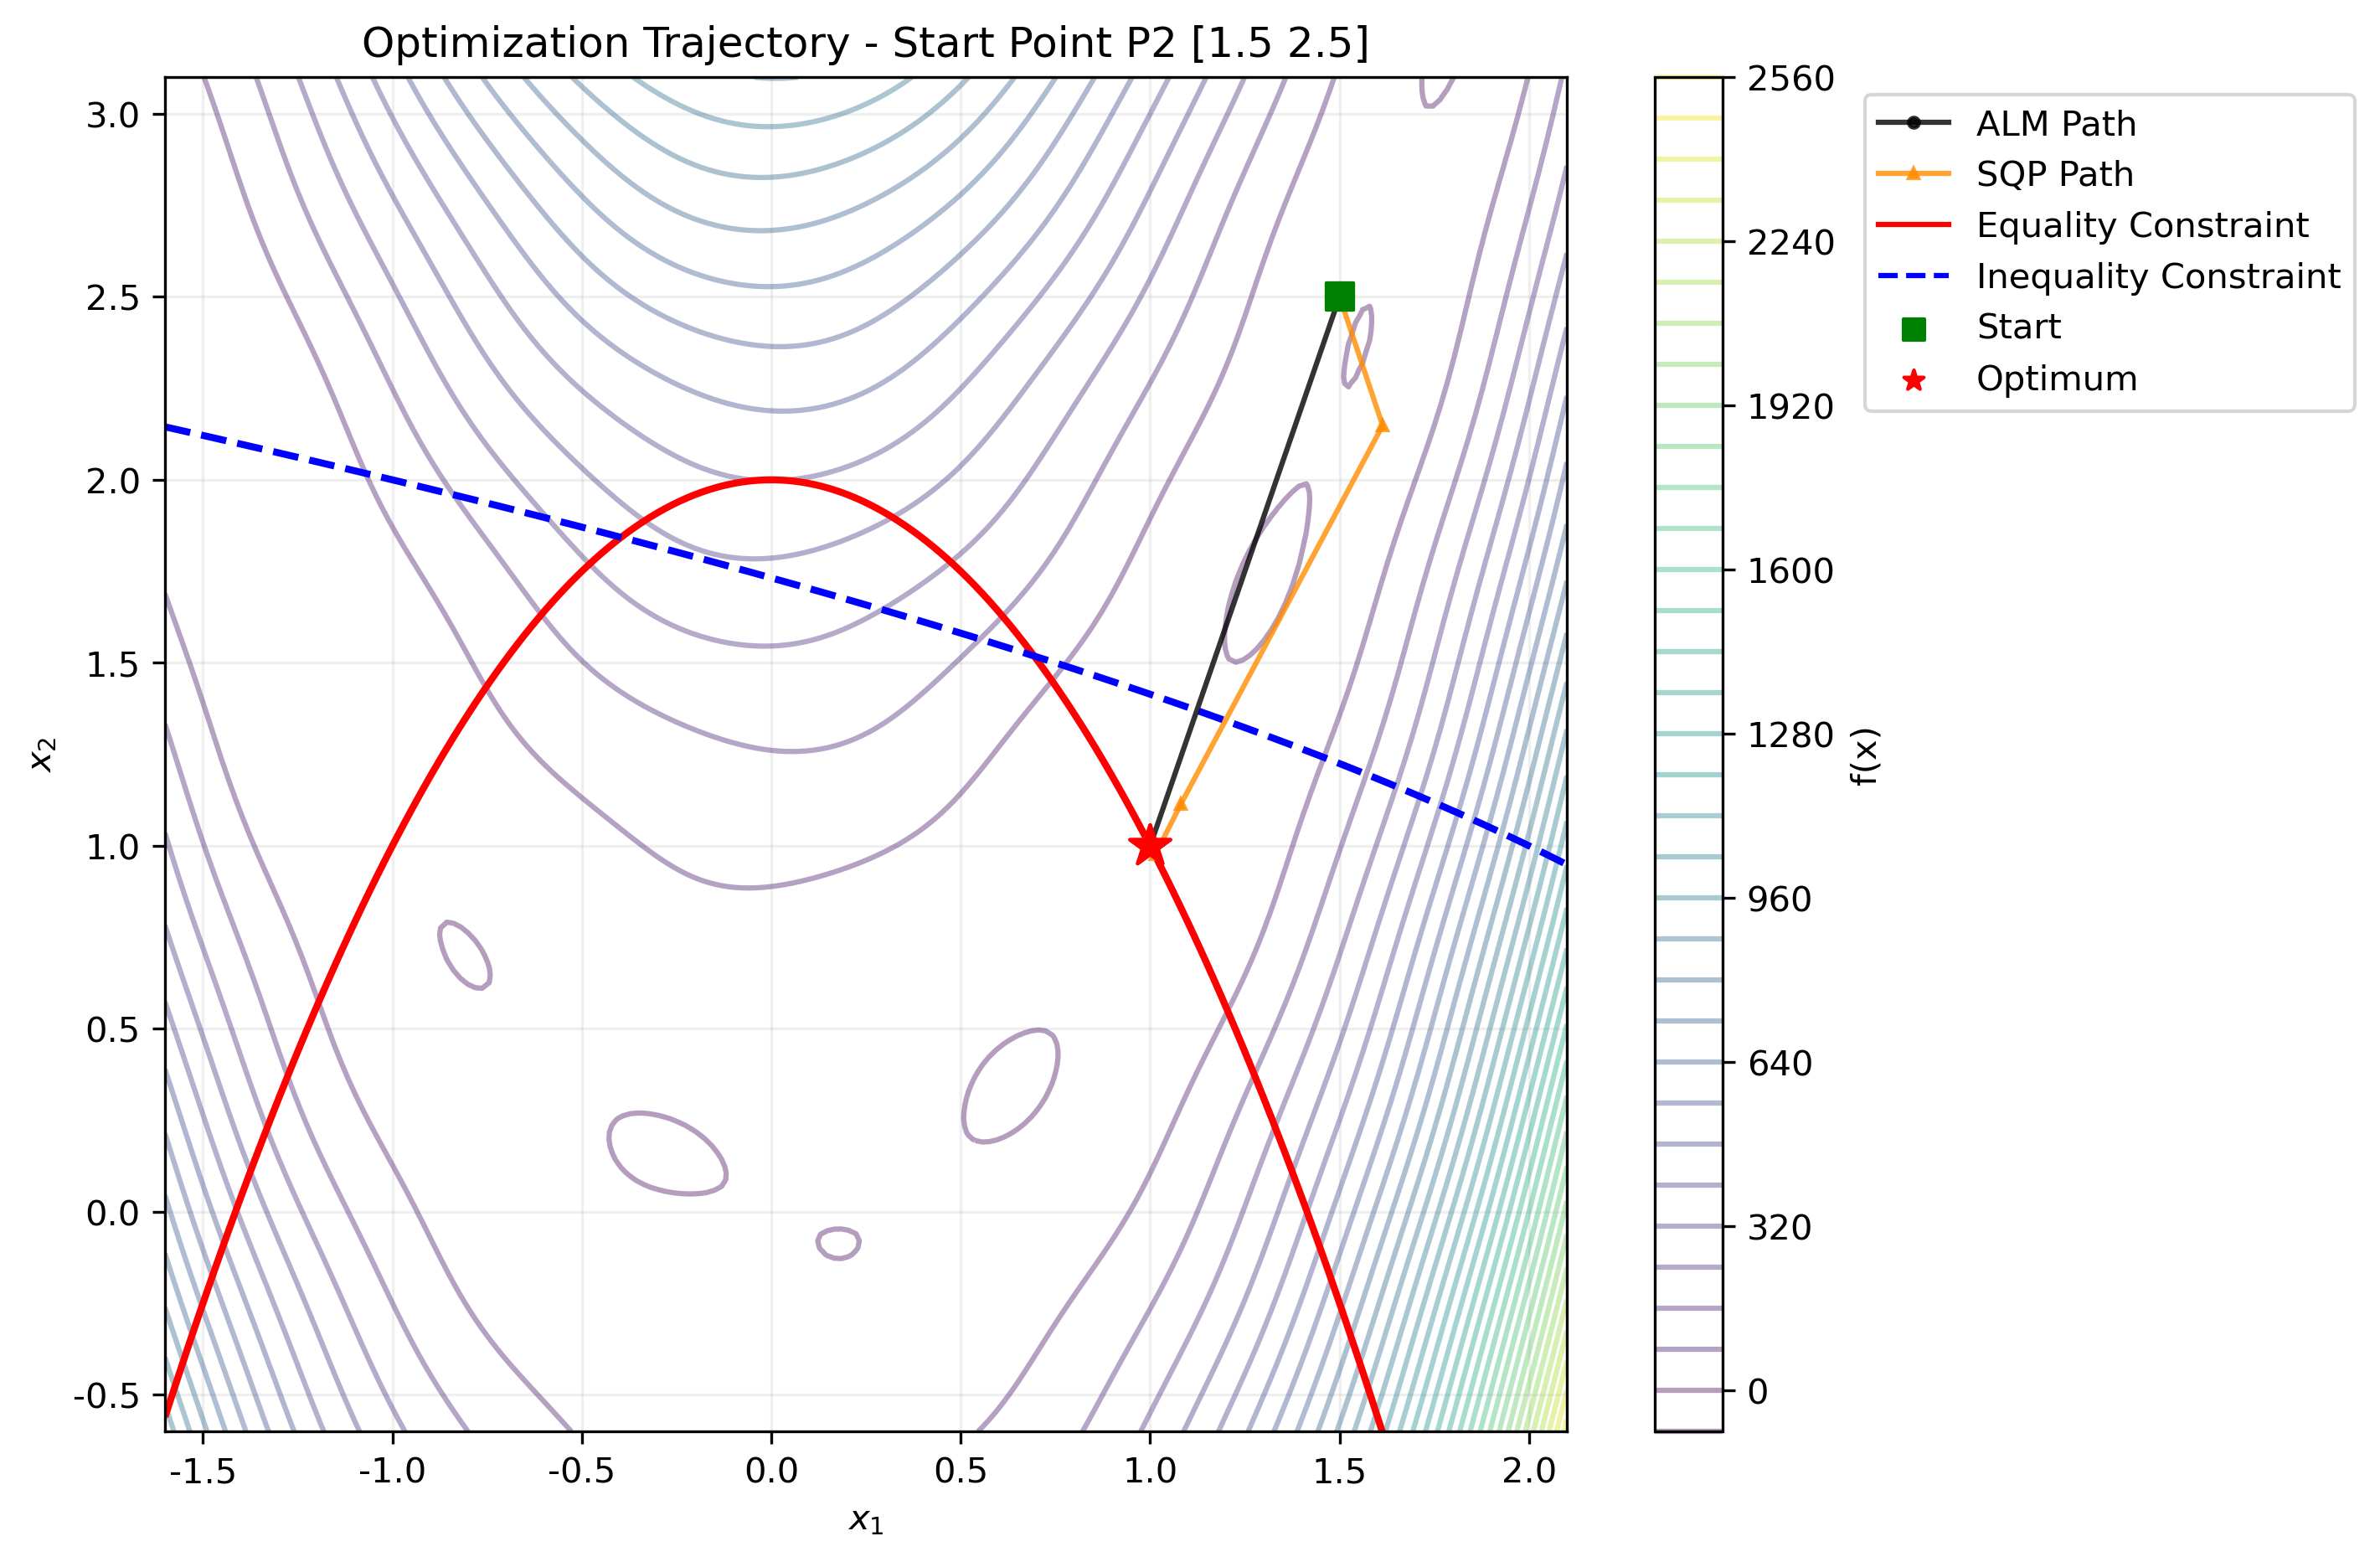 Optimization Trajectory - Start Point P2 [1.5 2.5]
3.0
2.5
2.0
1.5
1.0
0.5
0.0
-0.5
x₂
-1.5 -1.0 -0.5 0.0 0.5 1.0 1.5 2.0
x₁
2560
2240
1920
1600
1280
960
640
320
0
f(x)
ALM Path
SQP Path
Equality Constraint
Inequality Constraint
Start
Optimum